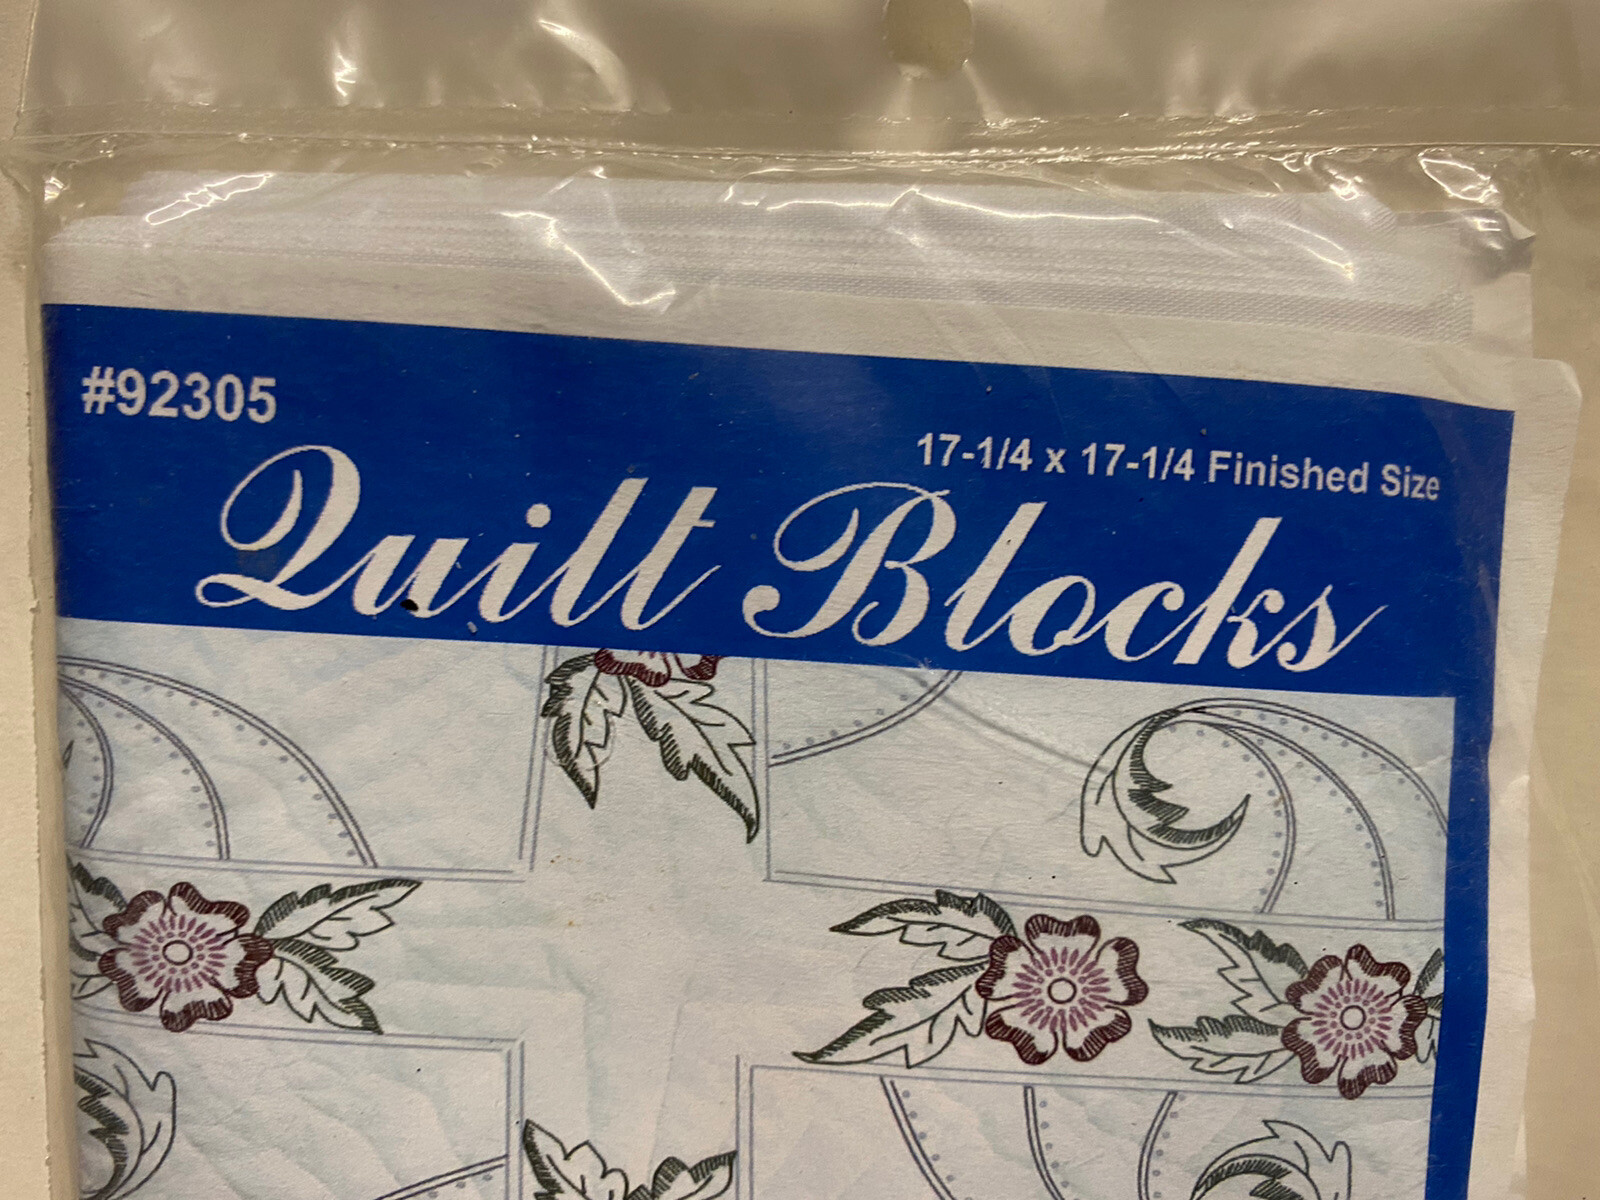 #92305
17-1/4 x 17-1/4 Finished Size
Quilt Blocks